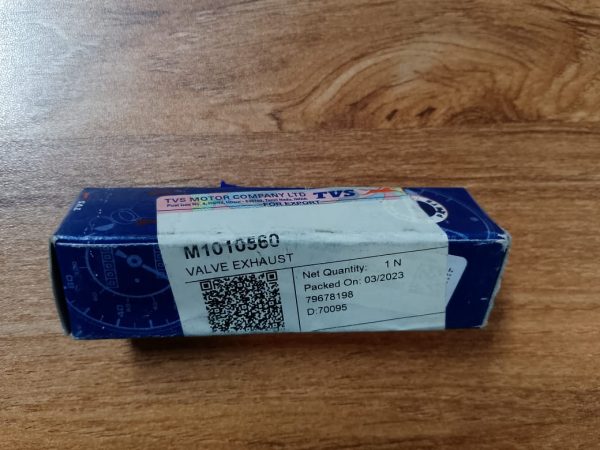 TVS MOTOR COMPANY LTD TVS
FOR EXPORT
M1010560
VALVE EXHAUST
Net Quantity: 1 N
Packed On: 03/2023
79678198
D:70095
TVS